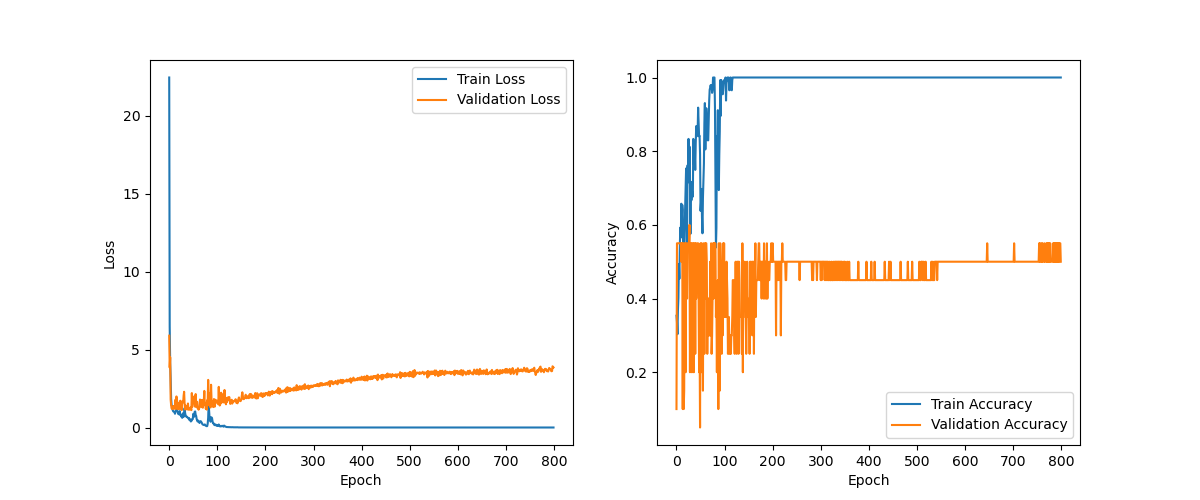 Train Loss
Validation Loss
Loss
20
15
10
5
0
0 100 200 300 400 500 600 700 800
Epoch
Accuracy
1.0
0.8
0.6
0.4
0.2
Train Accuracy
Validation Accuracy
0 100 200 300 400 500 600 700 800
Epoch